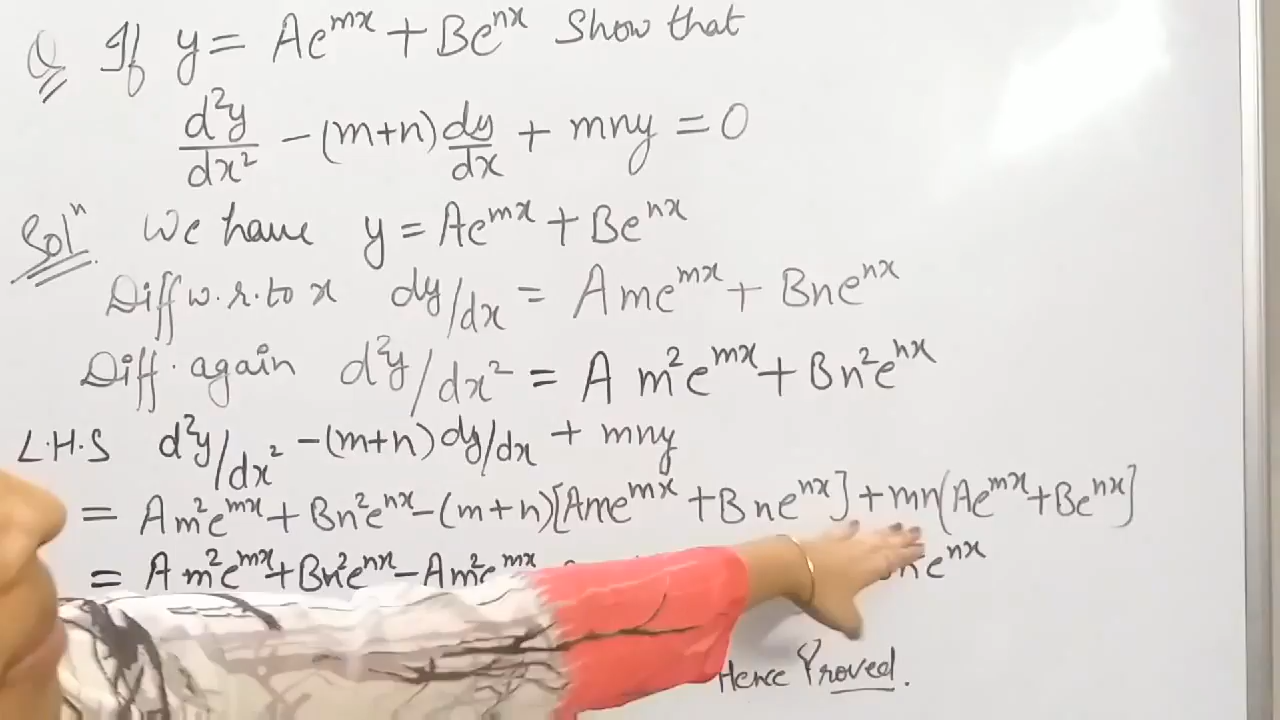 Q If y = Ae^{mx} + Be^{nx} Show that
d²y/dx² - (m+n) dy/dx + mny = 0
Solⁿ We have y = Ae^{mx} + Be^{nx}
Diff w.r.to x dy/dx = Ame^{mx} + Bne^{nx}
Diff. again d²y/dx² = A m²e^{mx} + Bn²e^{nx}
L.H.S d²y/dx² - (m+n) dy/dx + mny
= Am²e^{mx} + Bn²e^{nx} - (m+n)[Ame^{mx} + Bne^{nx}] + mn[Ae^{mx} + Be^{nx}]
= Am²e^{mx} + Bn²e^{nx} - Am²e^{mx} ne^{nx}
Hence Proved.